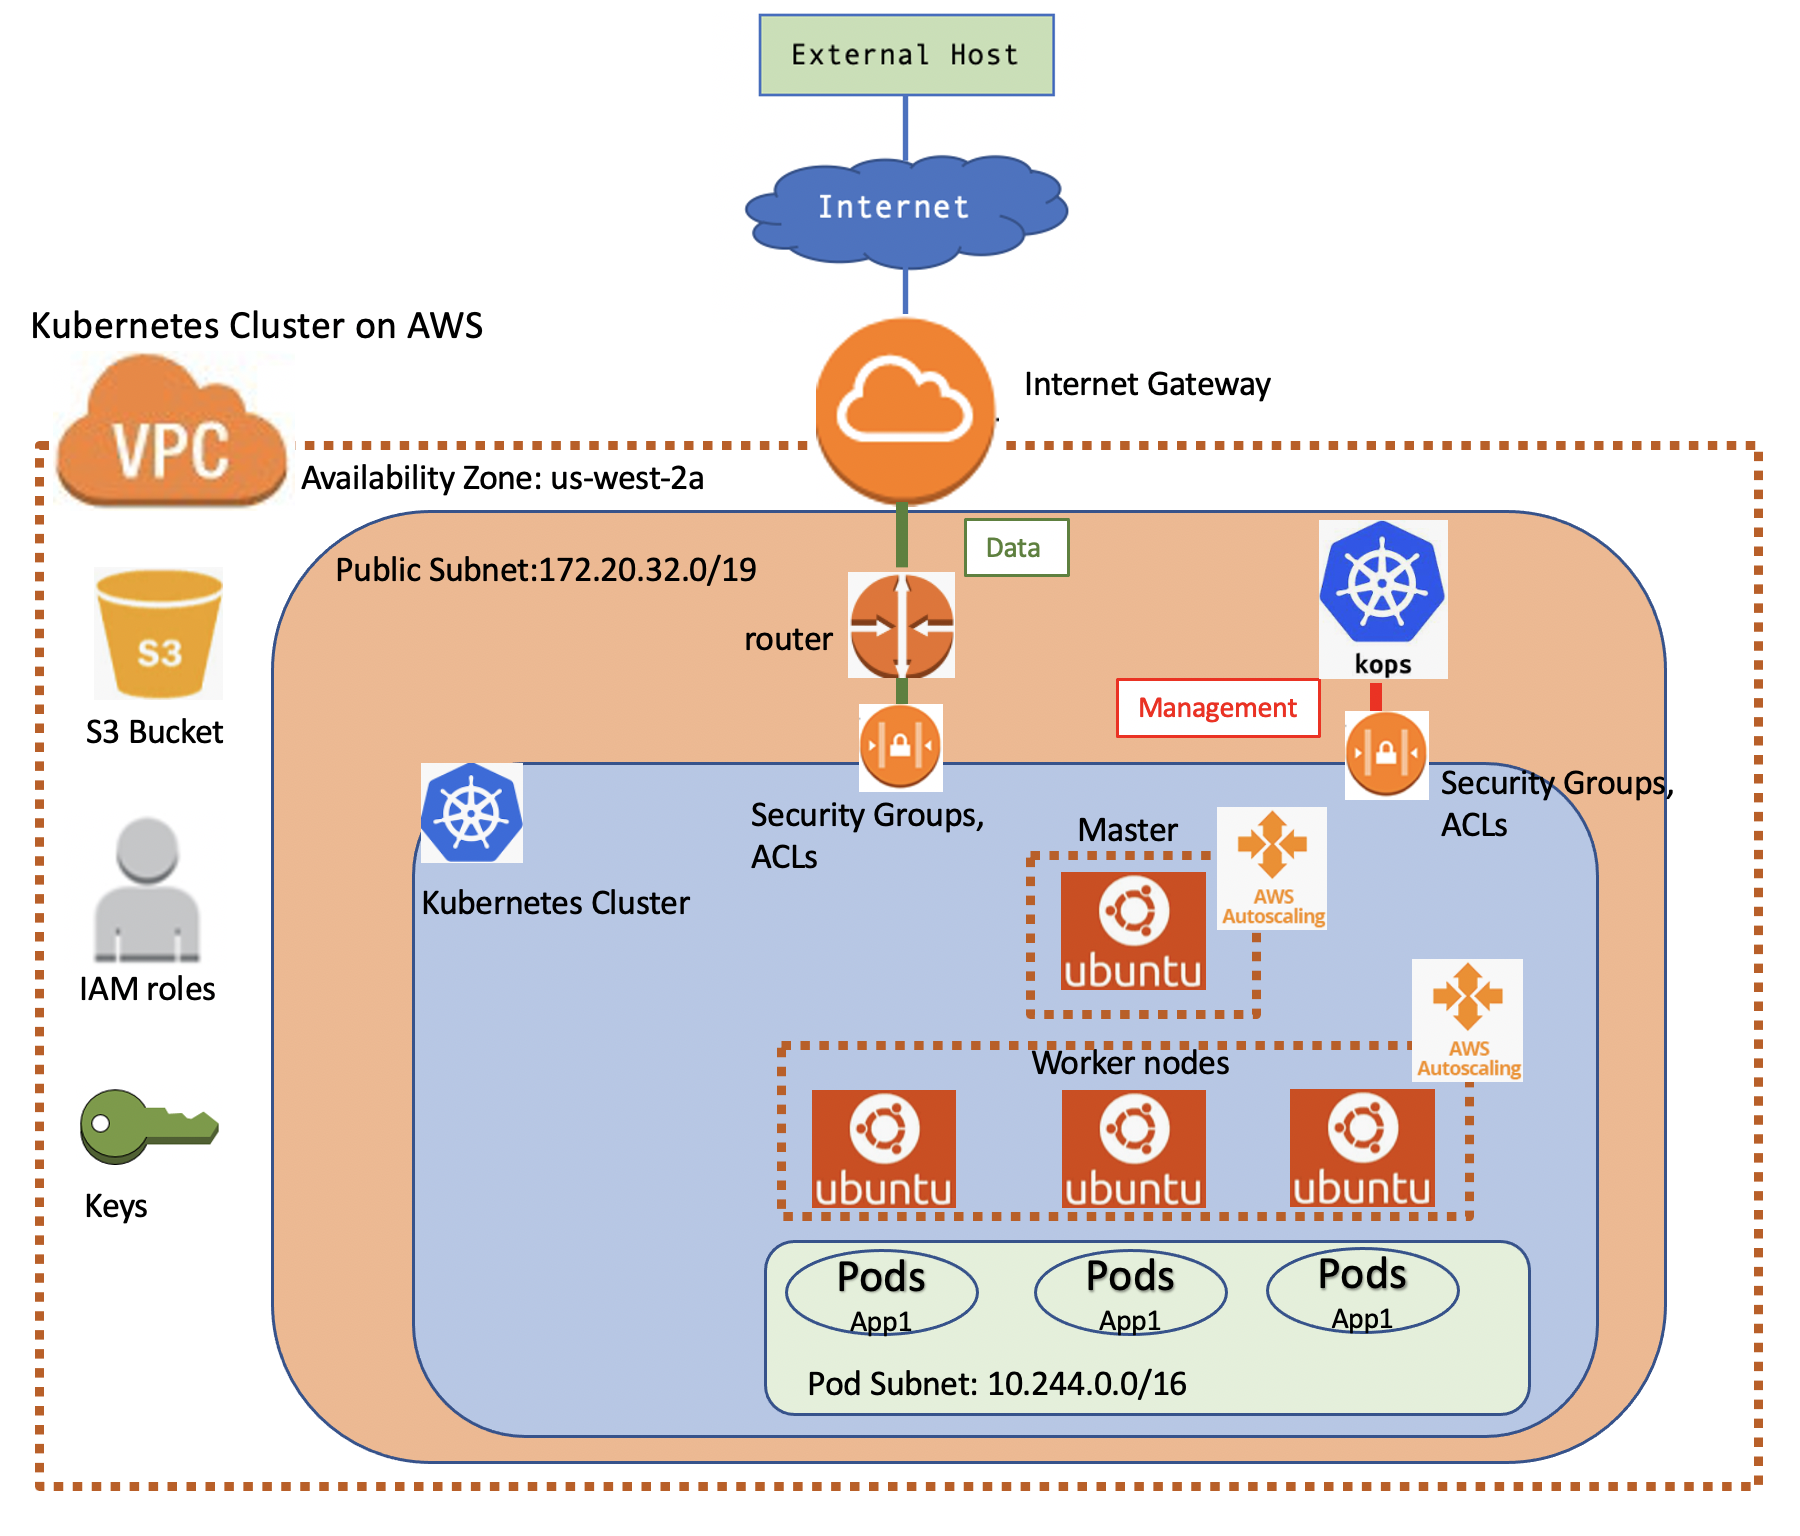 External Host
Internet
Kubernetes Cluster on AWS
Internet Gateway
VPC
Availability Zone: us-west-2a
Data
Public Subnet:172.20.32.0/19
router
kops
S3
S3 Bucket
Management
Security Groups,
ACLs
Security Groups,
ACLs
Master
Kubernetes Cluster
AWS
Autoscaling
ubuntu
IAM roles
AWS
Autoscaling
Worker nodes
ubuntu
ubuntu
ubuntu
Keys
Pods
App1
Pods
App1
Pods
App1
Pod Subnet: 10.244.0.0/16